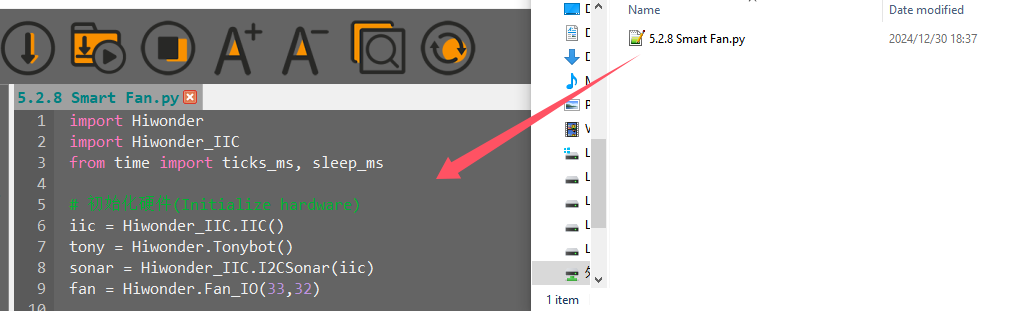 5.2.8 Smart Fan.py
1 import Hiwonder
2 import Hiwonder_IIC
3 from time import ticks_ms, sleep_ms
4
5 # 初始化硬件(Initialize hardware)
6 iic = Hiwonder_IIC.IIC()
7 tony = Hiwonder.Tonybot()
8 sonar = Hiwonder_IIC.I2CSonar(iic)
9 fan = Hiwonder.Fan_IO(33,32)
10
Name Date modified
5.2.8 Smart Fan.py 2024/12/30 18:37
1 item